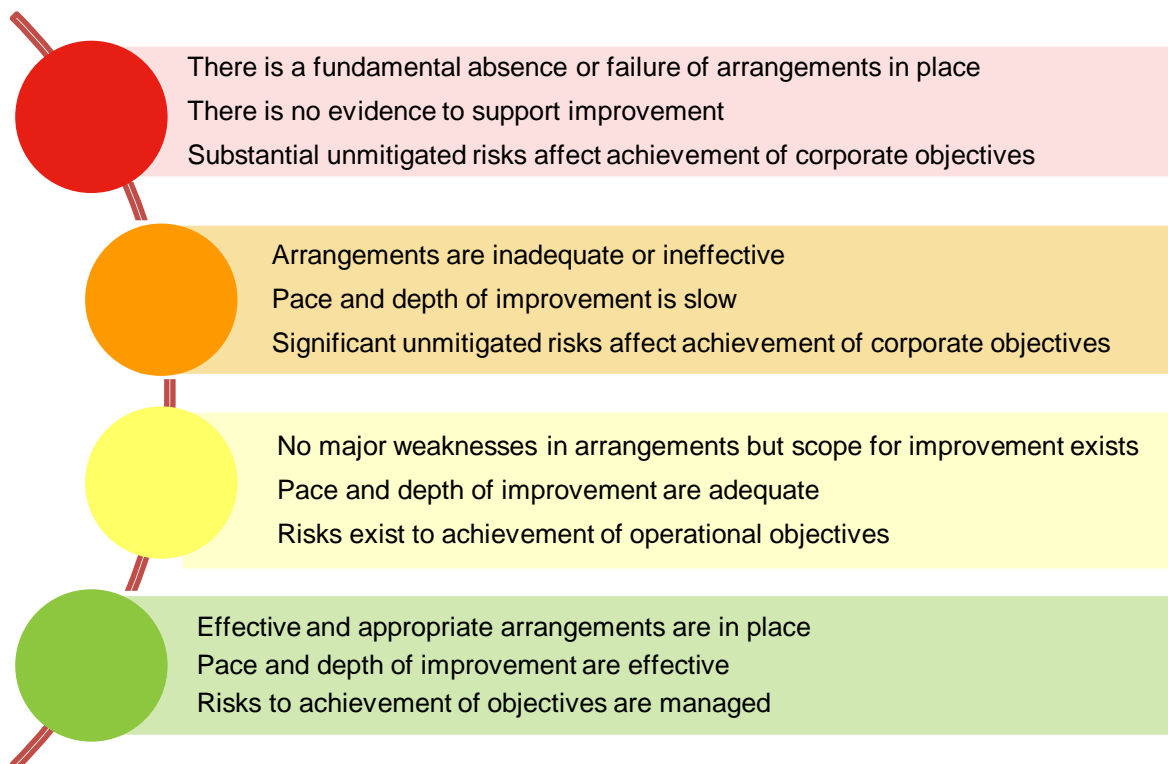 There is a fundamental absence or failure of arrangements in place
There is no evidence to support improvement
Substantial unmitigated risks affect achievement of corporate objectives
Arrangements are inadequate or ineffective
Pace and depth of improvement is slow
Significant unmitigated risks affect achievement of corporate objectives
No major weaknesses in arrangements but scope for improvement exists
Pace and depth of improvement are adequate
Risks exist to achievement of operational objectives
Effective and appropriate arrangements are in place
Pace and depth of improvement are effective
Risks to achievement of objectives are managed